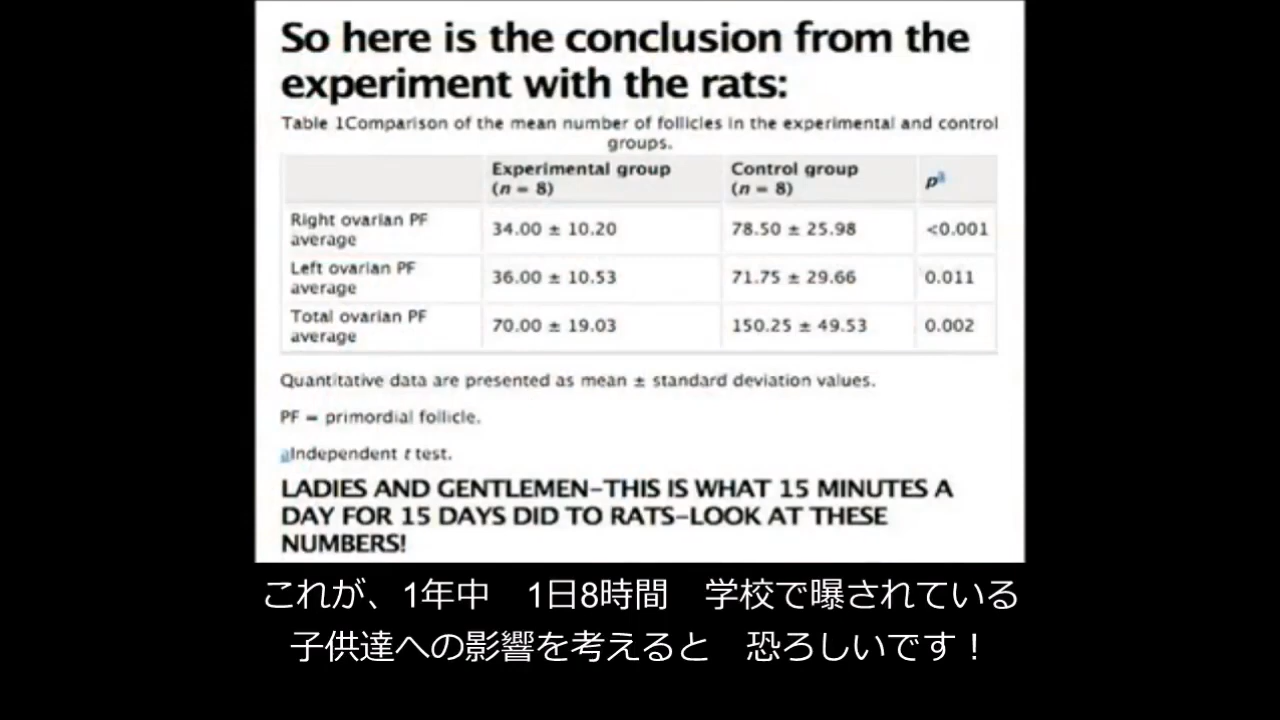 So here is the conclusion from the
experiment with the rats:
Table 1Comparison of the mean number of follicles in the experimental and control
groups.
Experimental group
(n = 8)
Control group
(n = 8)
pa
Right ovarian PF
average
34.00 ± 10.20
78.50 ± 25.98
<0.001
Left ovarian PF
average
36.00 ± 10.53
71.75 ± 29.66
0.011
Total ovarian PF
average
70.00 ± 19.03
150.25 ± 49.53
0.002
Quantitative data are presented as mean ± standard deviation values.
PF = primordial follicle.
aIndependent t test.
LADIES AND GENTLEMEN–THIS IS WHAT 15 MINUTES A
DAY FOR 15 DAYS DID TO RATS–LOOK AT THESE
NUMBERS!
これが、1年中　1日8時間　学校で曝されている
子供達への影響を考えると　恐ろしいです！